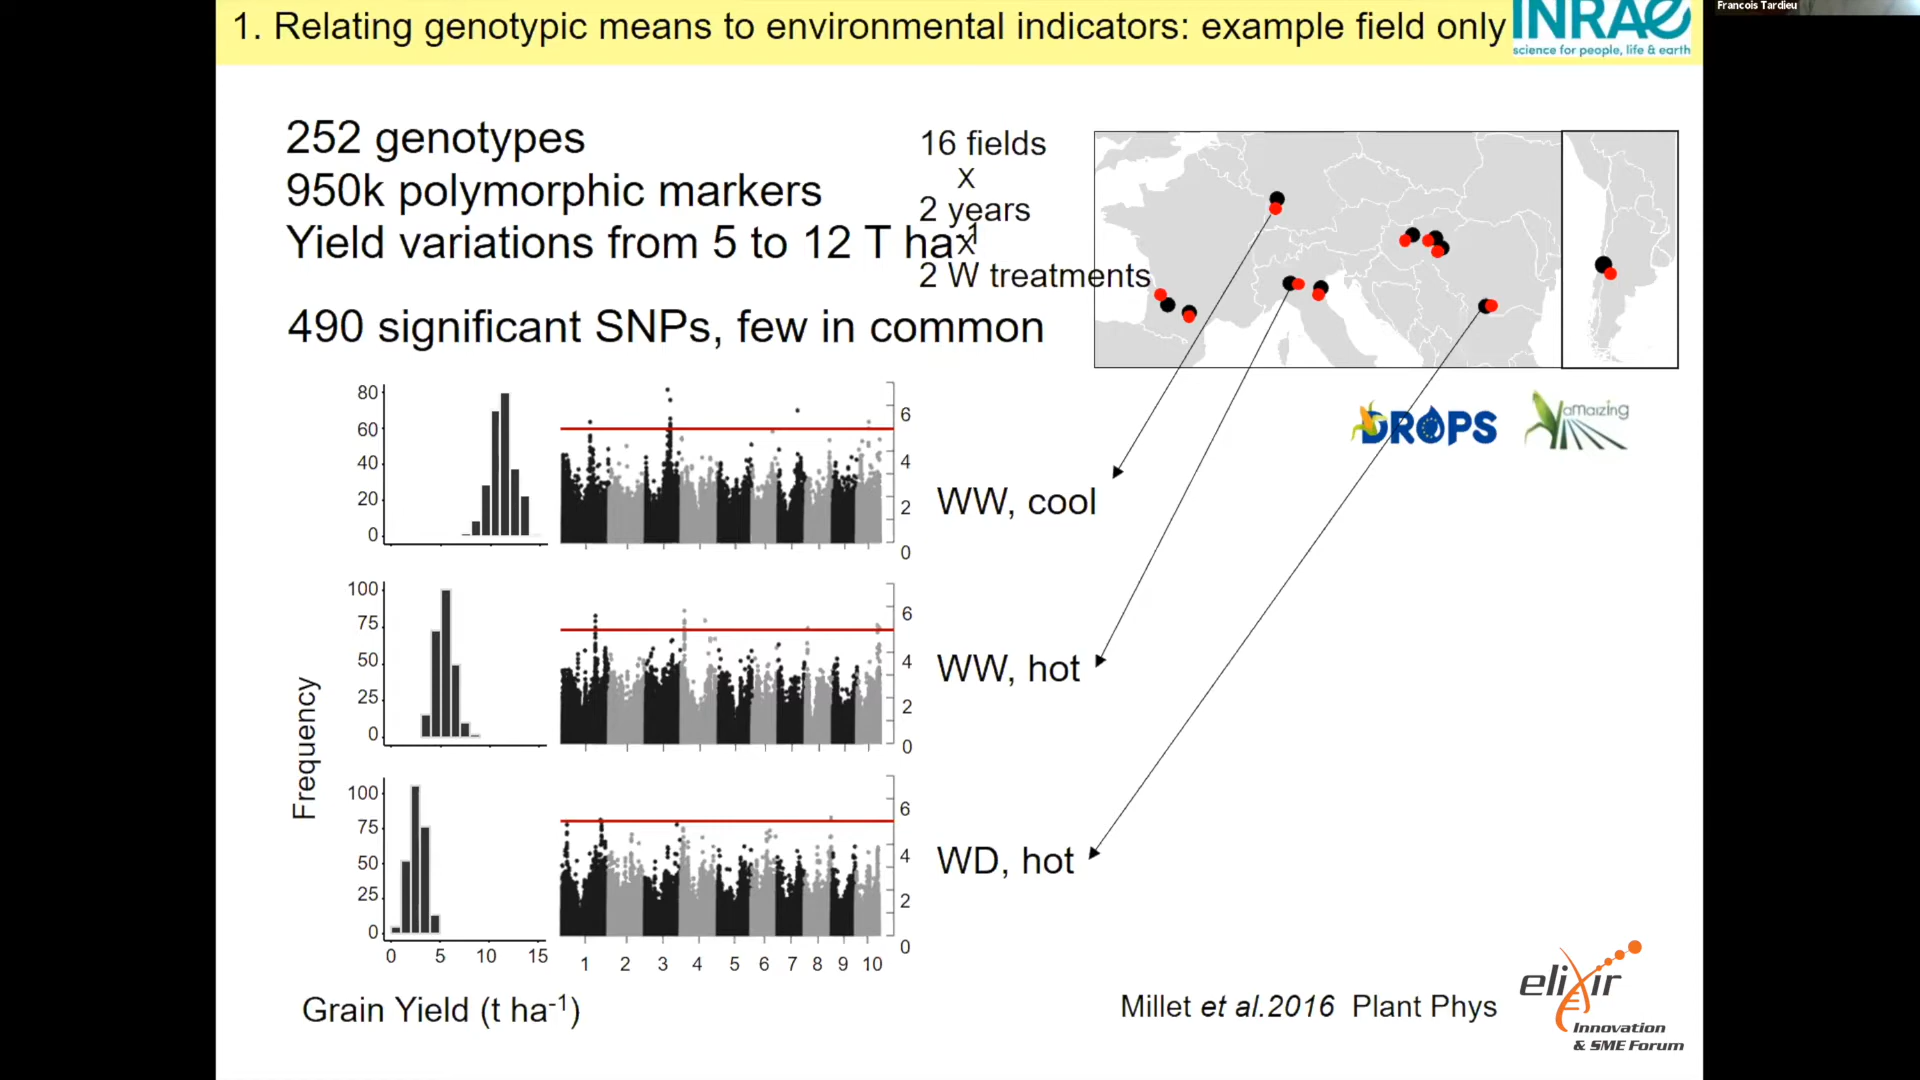 Francois Tardieu
1. Relating genotypic means to environmental indicators: example field only
INRAE
science for people, life & earth
252 genotypes
950k polymorphic markers
Yield variations from 5 to 12 T ha-1
16 fields
X
2 years
X
2 W treatments
490 significant SNPs, few in common
DROPS
amaizing
80
60
40
20
0
6
4
2
0
WW, cool
100
75
50
25
0
6
4
2
0
WW, hot
Frequency
100
75
50
25
0
6
4
2
0
WD, hot
0 5 10 15
1 2 3 4 5 6 7 8 9 10
Grain Yield (t ha-1)
Millet et al.2016 Plant Phys
elixir
Innovation
& SME Forum